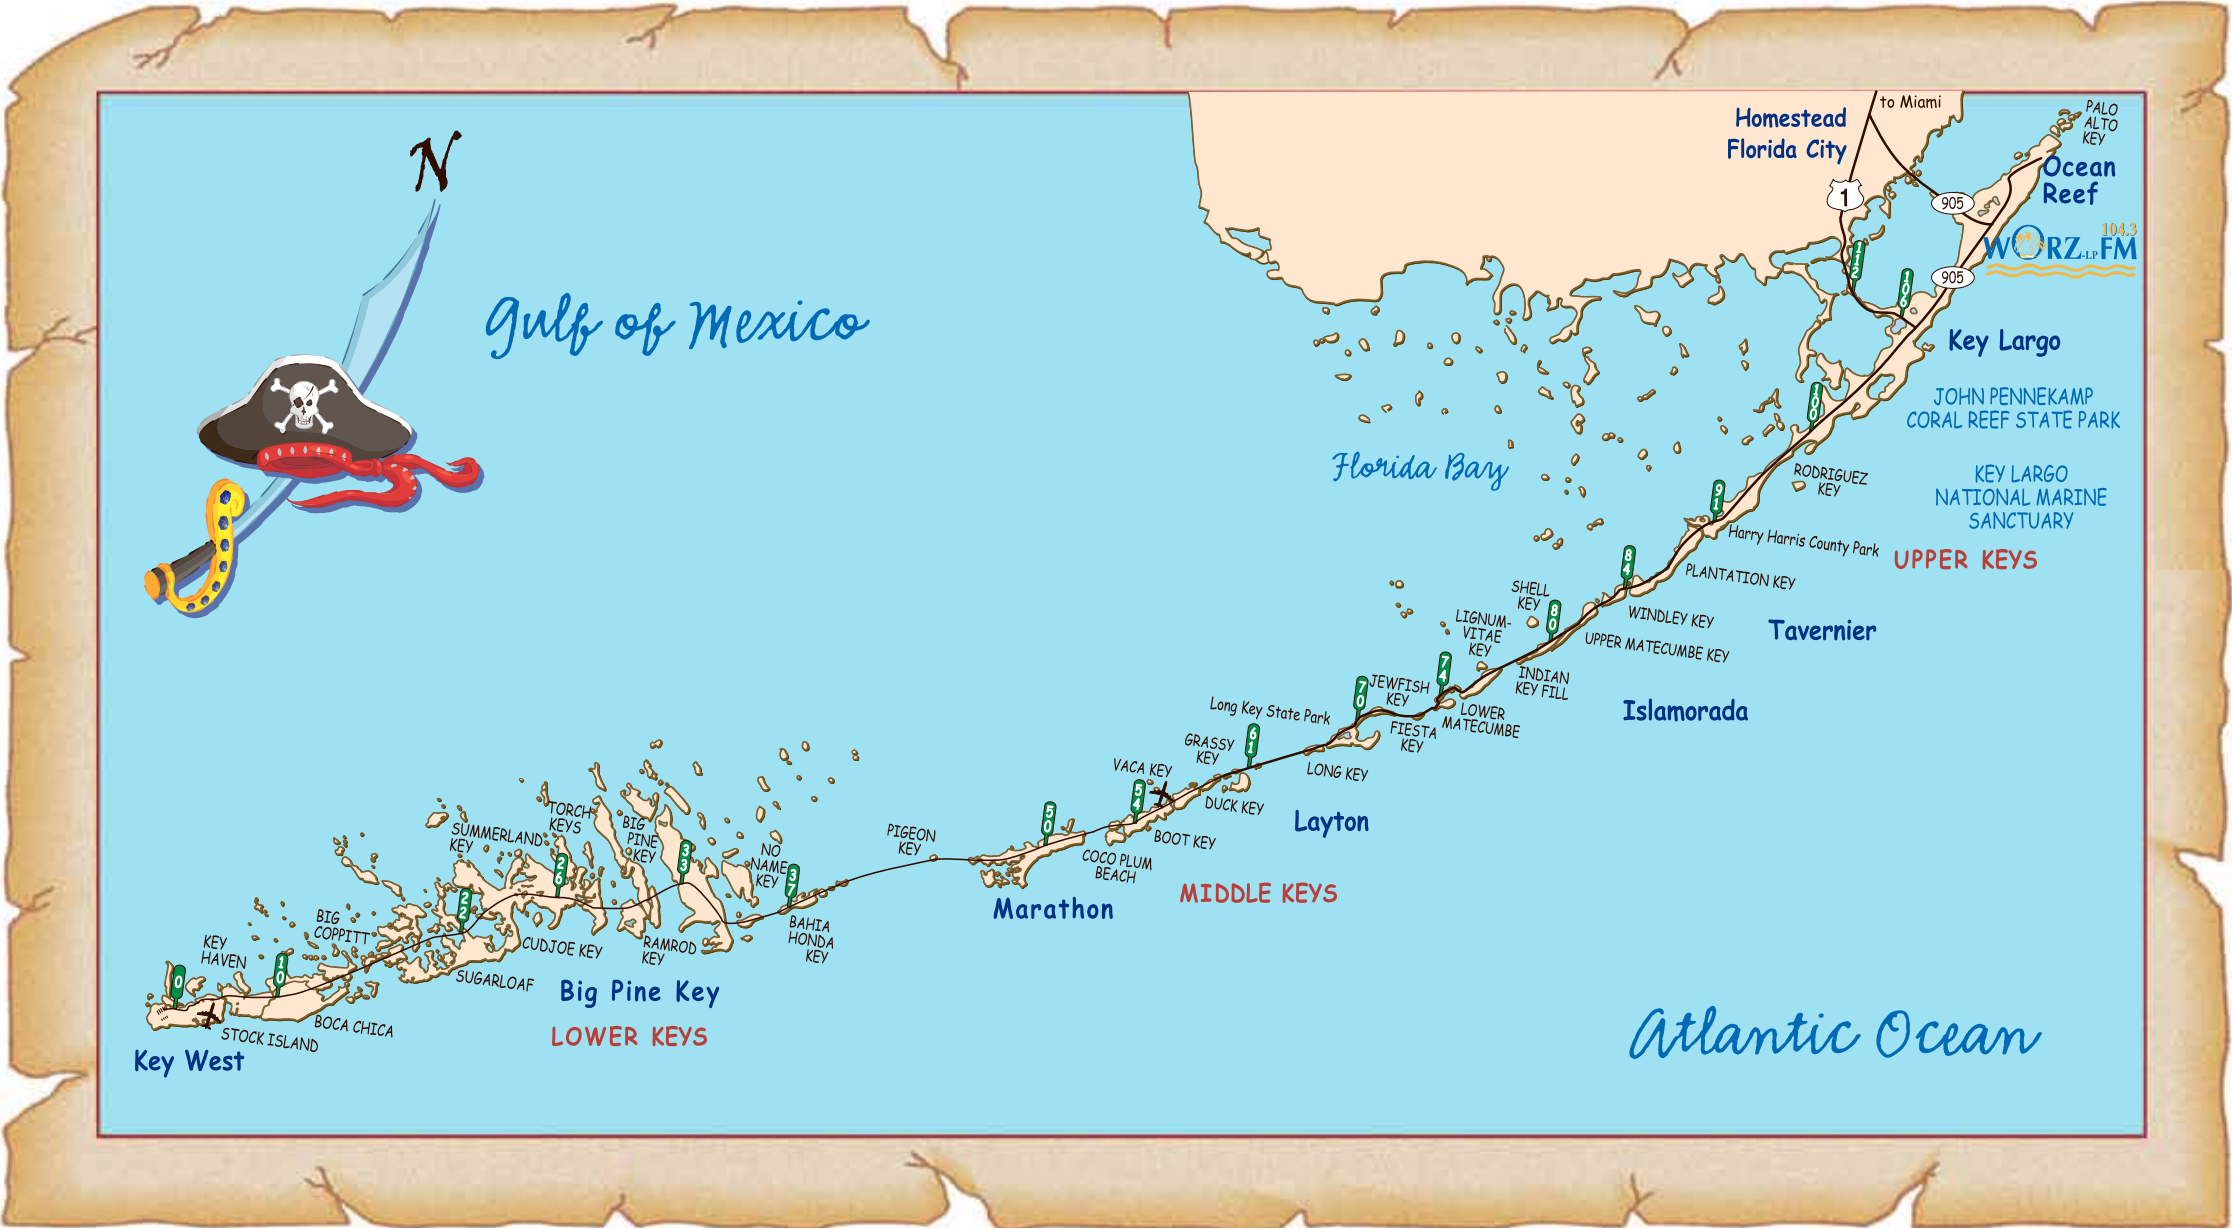 N
Gulf of Mexico
Homestead
Florida City
to Miami
1
905
905
PALO
ALTO
KEY
Ocean
Reef
104.3
WORZ-LP FM
112
106
Key Largo
JOHN PENNEKAMP
CORAL REEF STATE PARK
KEY LARGO
NATIONAL MARINE
SANCTUARY
100
RODRIGUEZ
KEY
Florida Bay
91
Harry Harris County Park
UPPER KEYS
PLANTATION KEY
84
WINDLEY KEY
Tavernier
SHELL
KEY
80
UPPER MATECUMBE KEY
LIGNUM-
VITAE
KEY
INDIAN
KEY FILL
Islamorada
74
LOWER
MATECUMBE
JEWFISH
KEY
70
FIESTA
KEY
Long Key State Park
LONG KEY
61
GRASSY
KEY
DUCK KEY
Layton
VACA KEY
54
BOOT KEY
COCO PLUM
BEACH
MIDDLE KEYS
50
Marathon
PIGEON
KEY
37
BAHIA
HONDA
KEY
NO
NAME
KEY
33
BIG
PINE
KEY
TORCH
KEYS
RAMROD
KEY
26
SUMMERLAND
KEY
CUDJOE KEY
22
SUGARLOAF
Big Pine Key
LOWER KEYS
BIG
COPPITT
10
KEY
HAVEN
BOCA CHICA
STOCK ISLAND
0
Key West
Atlantic Ocean